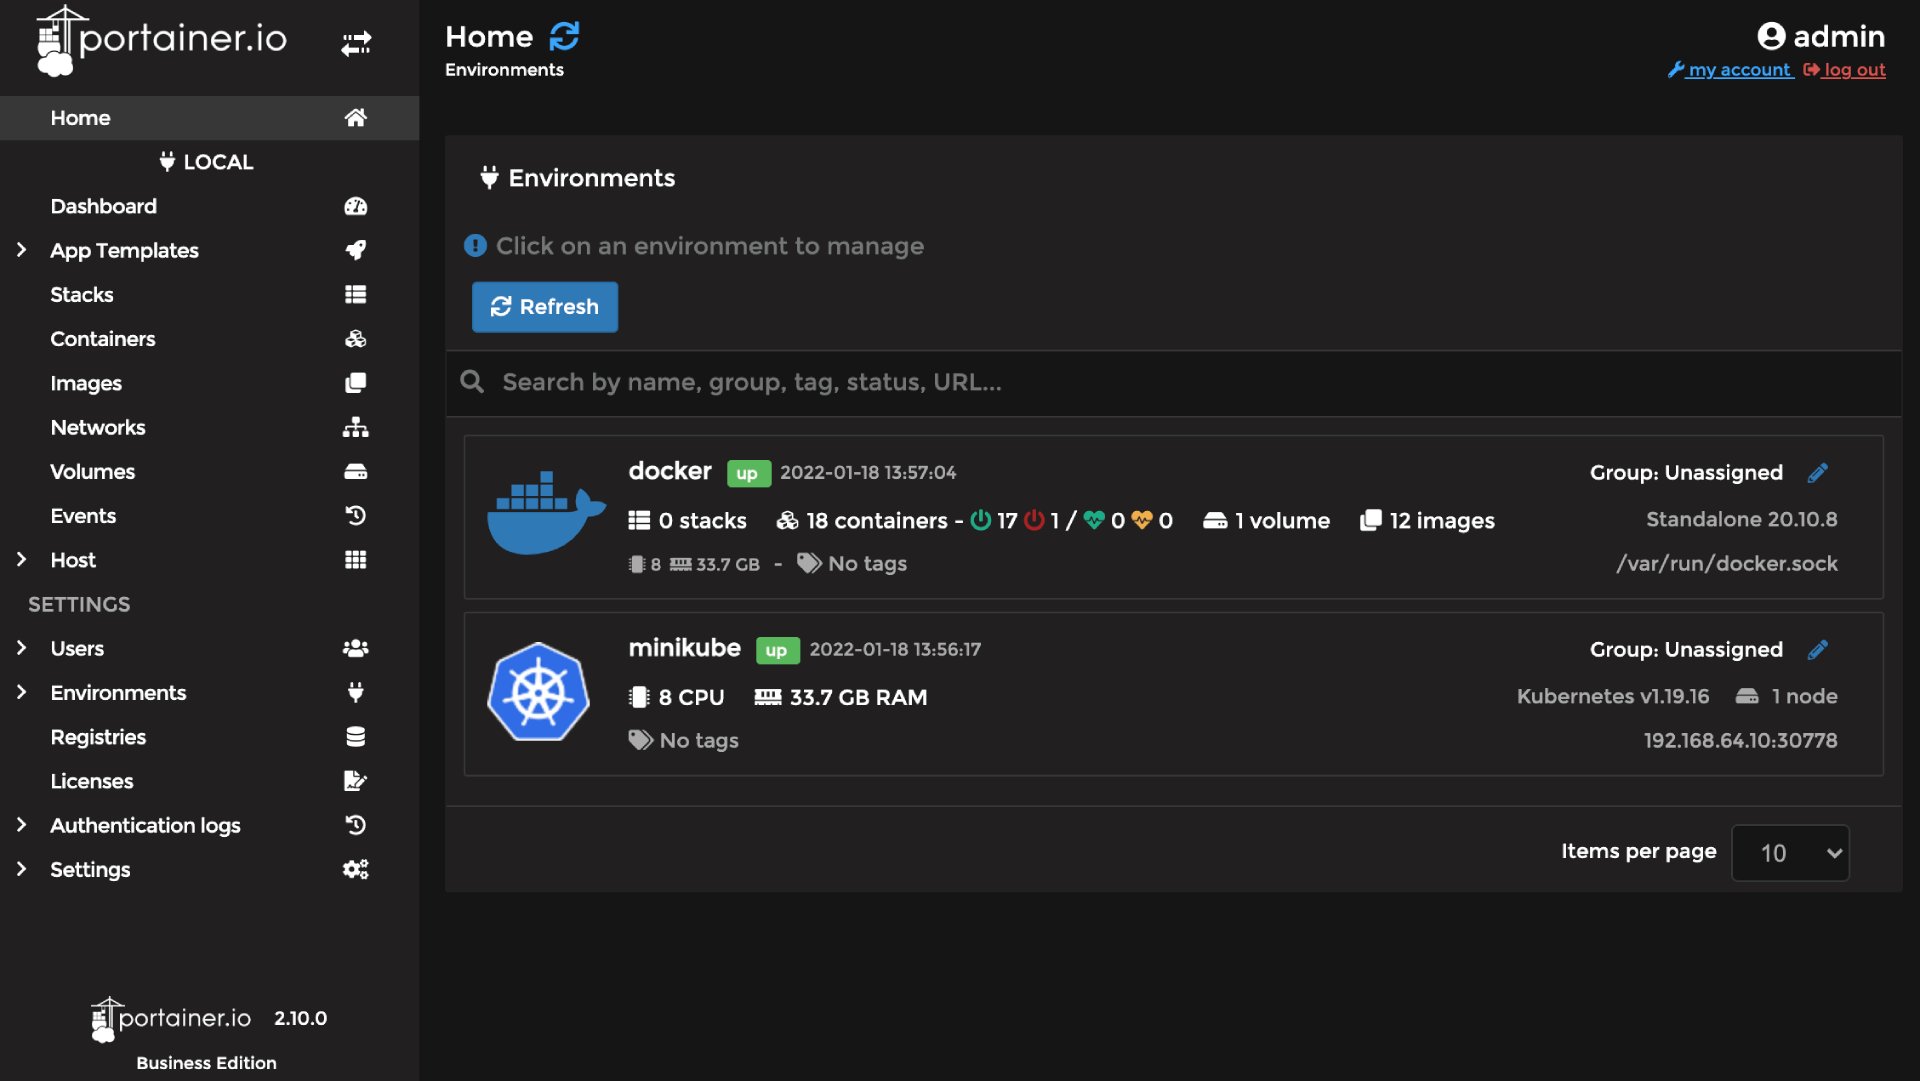 portainer.io
Home
LOCAL
Dashboard
App Templates
Stacks
Containers
Images
Networks
Volumes
Events
Host
SETTINGS
Users
Environments
Registries
Licenses
Authentication logs
Settings
portainer.io 2.10.0
Business Edition
Home
Environments
admin
my account log out
Environments
Click on an environment to manage
Refresh
Search by name, group, tag, status, URL...
docker up 2022-01-18 13:57:04 Group: Unassigned
0 stacks 18 containers - 17 1 / 0 0 1 volume 12 images Standalone 20.10.8
8 33.7 GB - No tags /var/run/docker.sock
minikube up 2022-01-18 13:56:17 Group: Unassigned
8 CPU 33.7 GB RAM Kubernetes v1.19.16 1 node
No tags 192.168.64.10:30778
Items per page 10